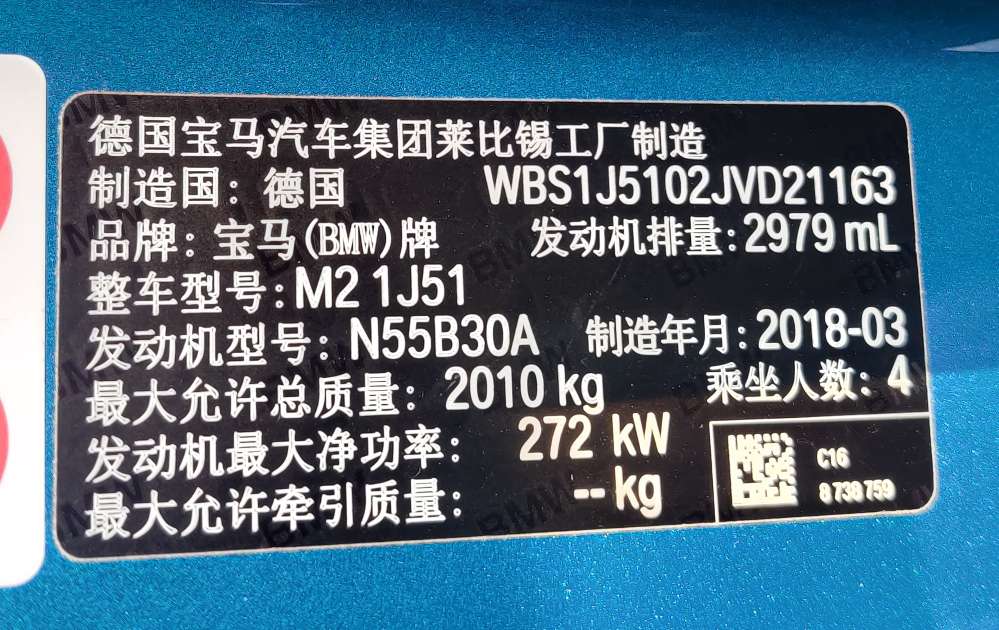 德国宝马汽车集团莱比锡工厂制造
制造国: 德国 WBS1J5102JVD21163
品牌: 宝马(BMW)牌 发动机排量: 2979 mL
整车型号: M2 1J51
发动机型号: N55B30A 制造年月: 2018-03
最大允许总质量: 2010 kg 乘坐人数: 4
发动机最大净功率: 272 kW
最大允许牵引质量: -- kg
C16
8 738 759